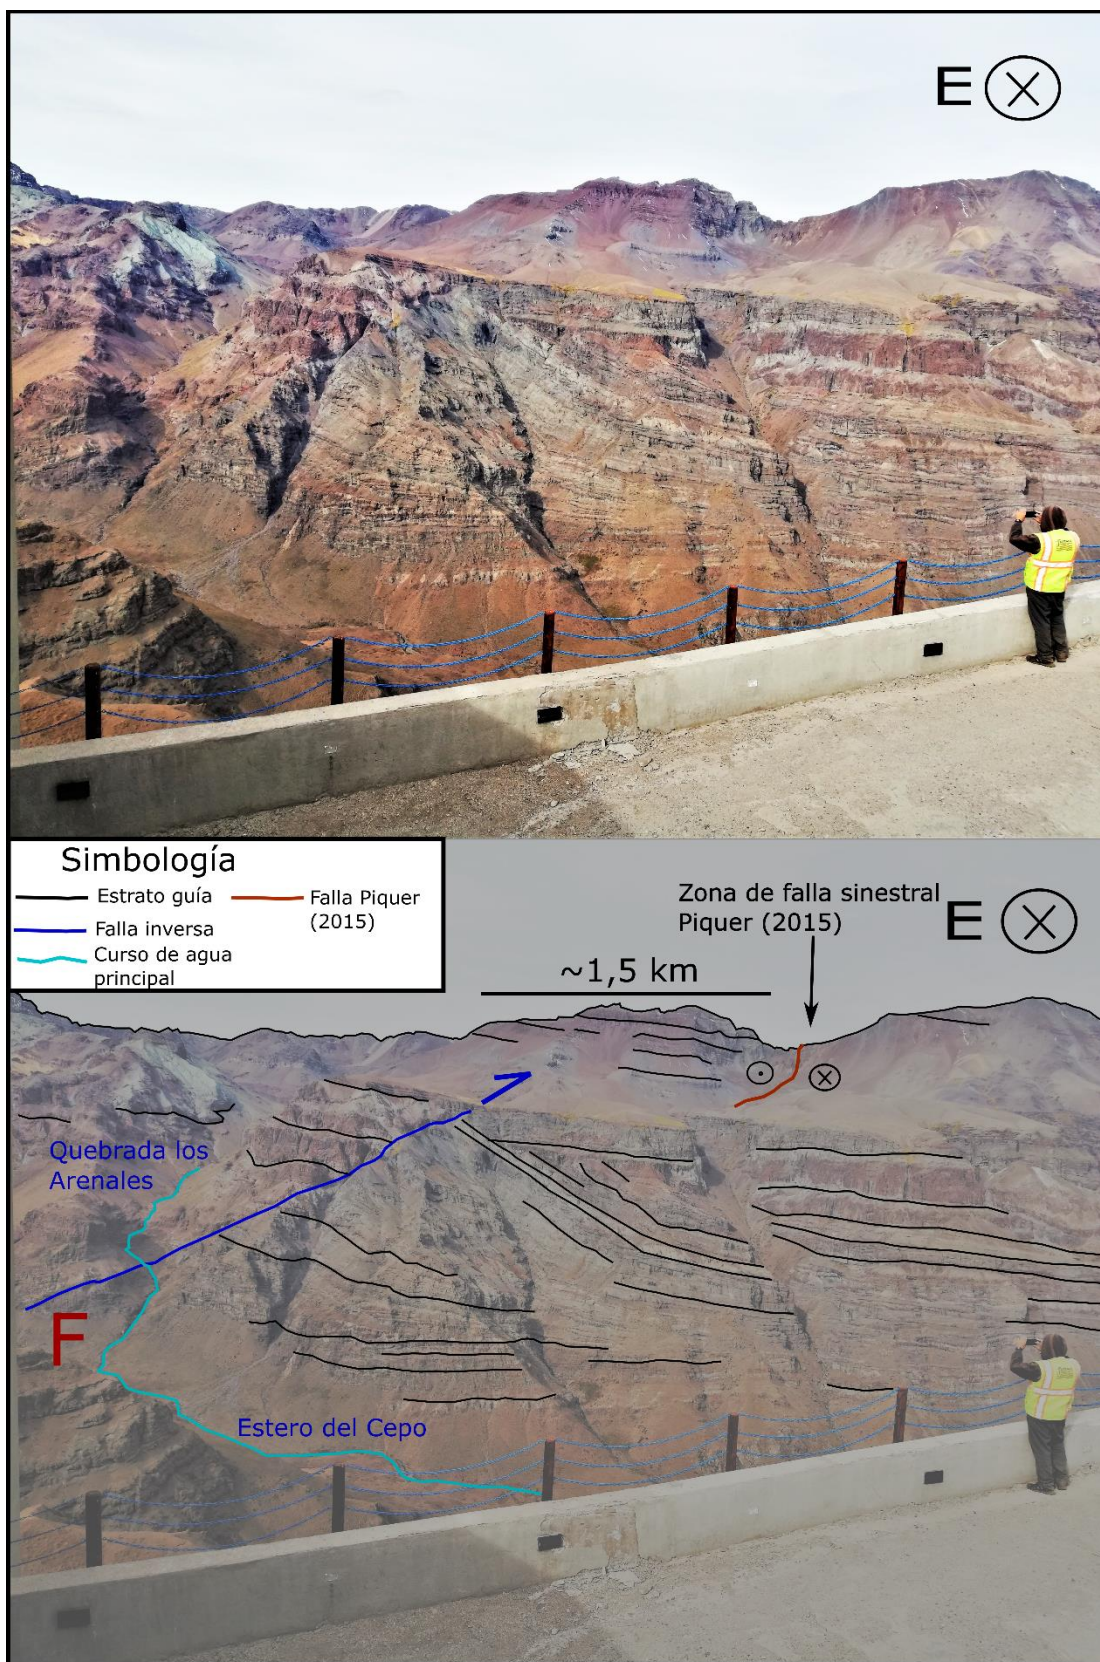 E
Simbología
Estrato guía
Falla Piquer
(2015)
Falla inversa
Curso de agua
principal
Zona de falla sinestral
Piquer (2015)
E
~1,5 km
Quebrada los
Arenales
F
Estero del Cepo